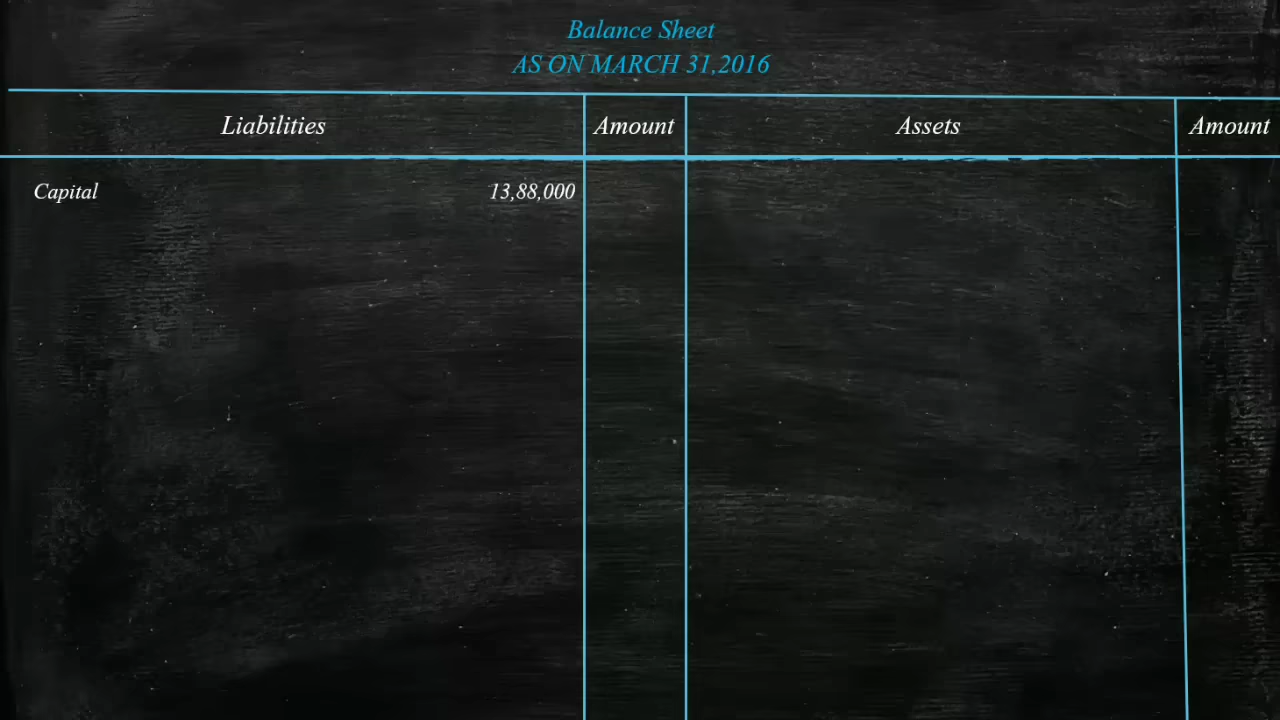 Balance Sheet
AS ON MARCH 31,2016
Liabilities Amount Assets Amount
Capital 13,88,000